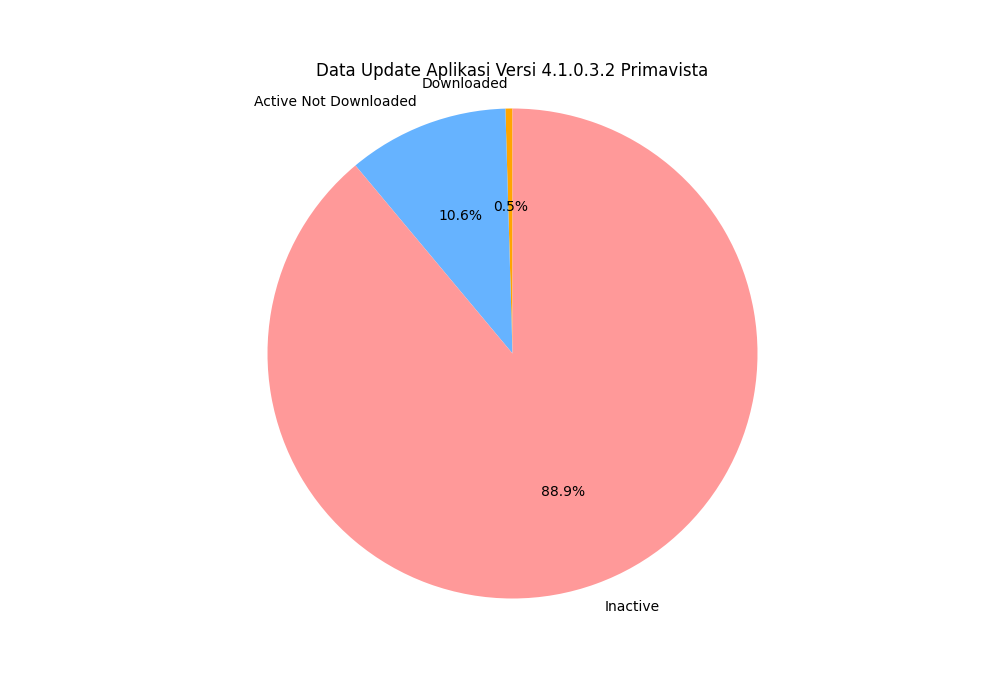 Data Update Aplikasi Versi 4.1.0.3.2 Primavista
Downloaded
Active Not Downloaded
0.5%
10.6%
88.9%
Inactive